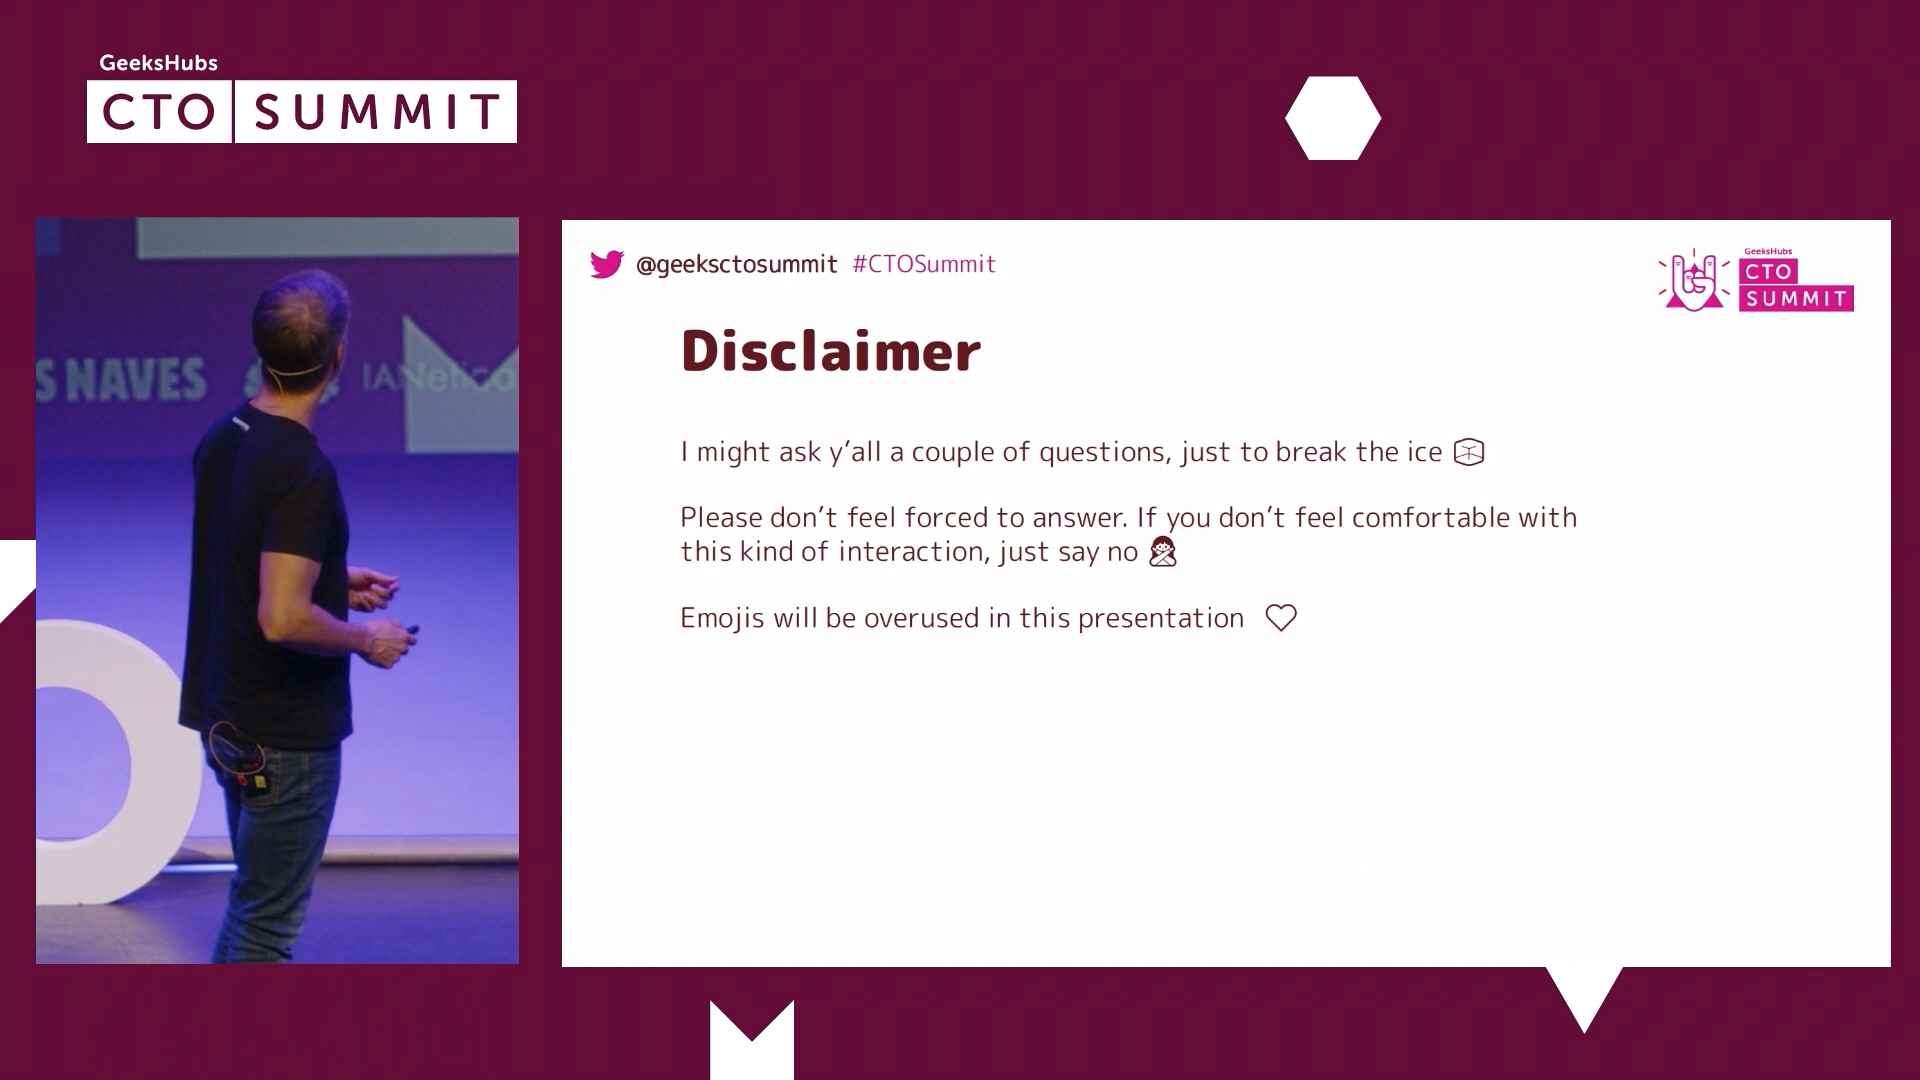 GeeksHubs
CTO SUMMIT
S NAVES
@geeksctosummit #CTOSummit
GeeksHubs
CTO
SUMMIT
Disclaimer
I might ask y’all a couple of questions, just to break the ice
Please don’t feel forced to answer. If you don’t feel comfortable with
this kind of interaction, just say no
Emojis will be overused in this presentation